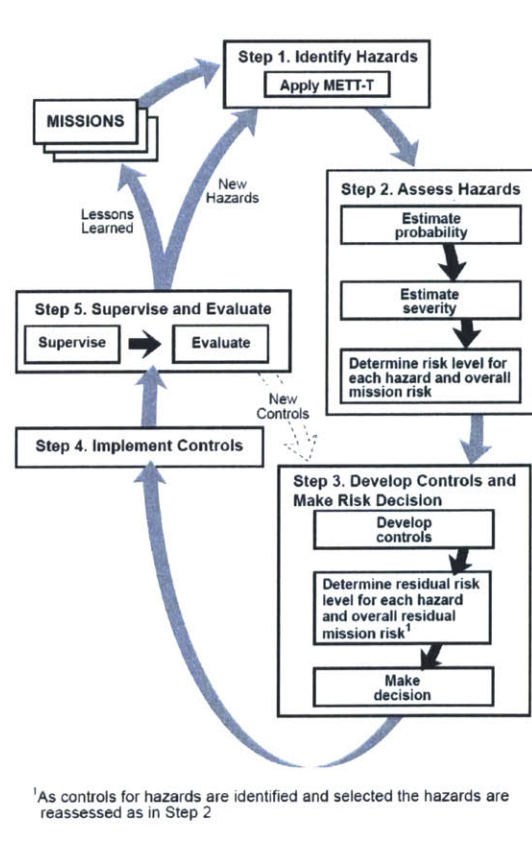 Step 1. Identify Hazards
Apply METT-T
MISSIONS
New
Hazards
Lessons
Learned
Step 2. Assess Hazards
Estimate
probability
Estimate
severity
Determine risk level for
each hazard and overall
mission risk
Step 5. Supervise and Evaluate
Supervise
Evaluate
New
Controls
Step 4. Implement Controls
Step 3. Develop Controls and
Make Risk Decision
Develop
controls
Determine residual risk
level for each hazard
and overall residual
mission risk¹
Make
decision
¹As controls for hazards are identified and selected the hazards are
reassessed as in Step 2